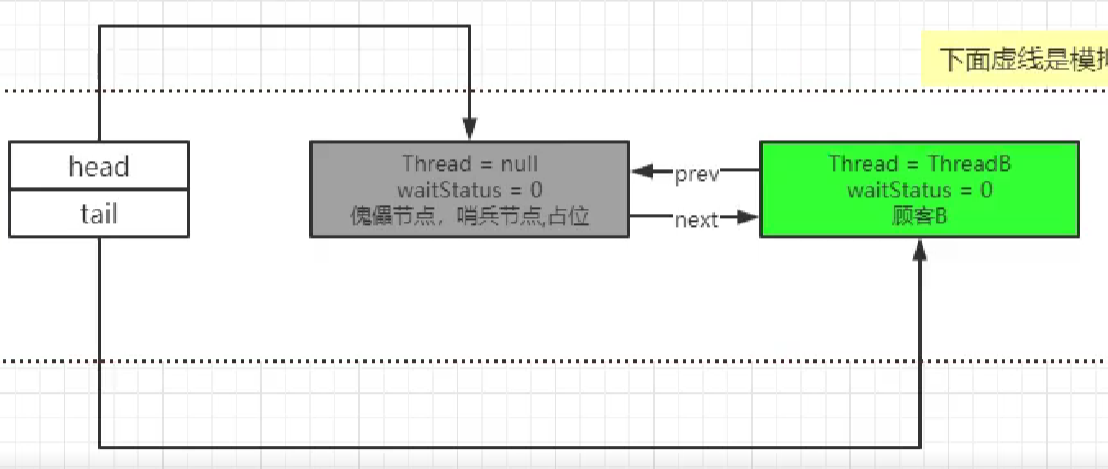 下面虚线是模拟
head
tail
Thread = null
waitStatus = 0
傀儡节点，哨兵节点,占位
prev
next
Thread = ThreadB
waitStatus = 0
顾客B